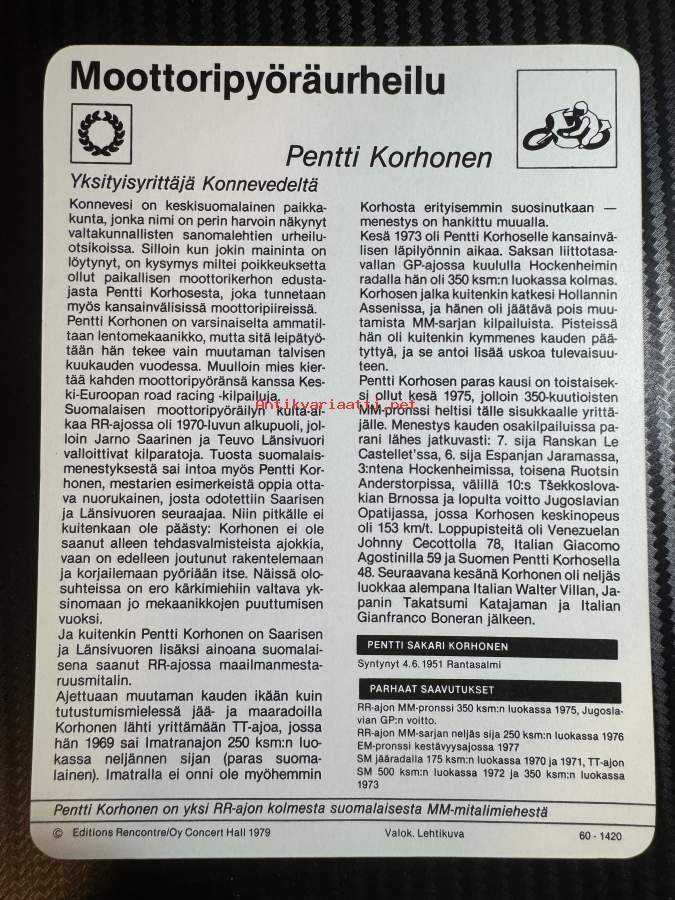 Moottoripyöräurheilu
Pentti Korhonen
Yksityisyrittäjä Konnevedeltä
Konnevesi on keskisuomalainen paikka-
kunta, jonka nimi on perin harvoin näkynyt
valtakunnallisten sanomalehtien urheilu-
otsikoissa. Silloin kun jokin maininta on
löytynyt, on kysymys miltei poikkeuksetta
ollut paikallisen moottorikerhon edusta-
jasta Pentti Korhosesta, joka tunnetaan
myös kansainvälisissä moottoripiireissä.
Pentti Korhonen on varsinaiselta ammatil-
taan lentomekaanikko, mutta sitä leipätyö-
tään hän tekee vain muutaman talvisen
kuukauden vuodessa. Muulloin mies kier-
tää kahden moottoripyöränsä kanssa Kes-
ki-Euroopan road racing -kilpailuja.
Suomalaisen moottoripyöräilyn kulta-ai-
kaa RR-ajossa oli 1970-luvun alkupuoli, jol-
loin Jarno Saarinen ja Teuvo Länsivuori
valloittivat kilparatoja. Tuosta suomalais-
menestyksestä sai intoa myös Pentti Kor-
honen, mestarien esimerkeistä oppia otta-
va nuorukainen, josta odotettiin Saarisen
ja Länsivuoren seuraajaa. Niin pitkälle ei
kuitenkaan ole päästy: Korhonen ei ole
saanut alleen tehdasvalmisteista ajokkia,
vaan on edelleen joutunut rakentelemaan
ja korjailemaan pyöriään itse. Näissä olo-
suhteissa on ero kärkimiehiin valtava yk-
sinomaan jo mekaanikkojen puuttumisen
vuoksi.
Ja kuitenkin Pentti Korhonen on Saarisen
ja Länsivuoren lisäksi ainoana suomalai-
sena saanut RR-ajossa maailmanmesta-
ruusmitalin.
Ajettuaan muutaman kauden ikään kuin
tutustumismielessä jää- ja maaradoilla
Korhonen lähti yrittämään TT-ajoa, jossa
hän 1969 sai Imatranajon 250 ksm:n luo-
kassa neljännen sijan (paras suoma-
lainen). Imatralla ei onni ole myöhemmin
Korhosta erityisemmin suosinutkaan —
menestys on hankittu muualla.
Kesä 1973 oli Pentti Korhoselle kansainvä-
lisen läpilyönnin aikaa. Saksan liittotasa-
vallan GP-ajossa kuululla Hockenheimin
radalla hän oli 350 ksm:n luokassa kolmas.
Korhosen jalka kuitenkin katkesi Hollannin
Assenissa, ja hänen oli jäätävä pois muu-
tamista MM-sarjan kilpailuista. Pisteissä
hän oli kuitenkin kymmenes kauden pää-
tyttyä, ja se antoi lisää uskoa tulevaisuu-
teen.
Pentti Korhosen paras kausi on toistaisek-
si ollut kesä 1975, jolloin 350-kuutioisten
MM-pronssi heltisi tälle sisukkaalle yrittä-
jälle. Menestys kauden osakilpailuissa pa-
rani lähes jatkuvasti: 7. sija Ranskan Le
Castellet'ssa, 6. sija Espanjan Jaramassa,
3:ntena Hockenheimissa, toisena Ruotsin
Anderstorpissa, välillä 10:s Tšekkoslova-
kian Brnossa ja lopulta voitto Jugoslavian
Opatijassa, jossa Korhosen keskinopeus
oli 153 km/t. Loppupisteitä oli Venezuelan
Johnny Cecottolla 78, Italian Giacomo
Agostinilla 59 ja Suomen Pentti Korhosella
48. Seuraavana kesänä Korhonen oli neljäs
luokkaa alempana Italian Walter Villan, Ja-
panin Takatsumi Katajaman ja Italian
Gianfranco Boneran jälkeen.
PENTTI SAKARI KORHONEN
Syntynyt 4.6.1951 Rantasalmi
PARHAAT SAAVUTUKSET
RR-ajon MM-pronssi 350 ksm:n luokassa 1975, Jugosla-
vian GP:n voitto.
RR-ajon MM-sarjan neljäs sija 250 ksm:n luokassa 1976
EM-pronssi kestävyysajossa 1977
SM jääradalla 175 ksm:n luokassa 1970 ja 1971, TT-ajon
SM 500 ksm:n luokassa 1972 ja 350 ksm:n luokassa
1973
Pentti Korhonen on yksi RR-ajon kolmesta suomalaisesta MM-mitalimiehestä
© Editions Rencontre/Oy Concert Hall 1979 Valok. Lehtikuva 60 - 1420
Antikvariaatti.net